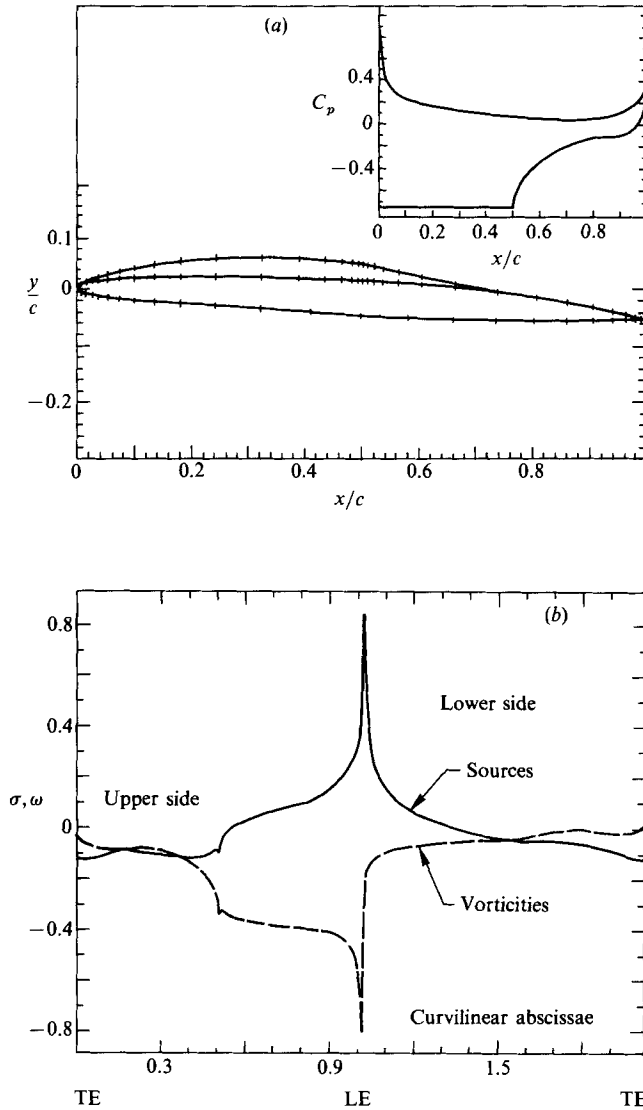 (a)
C_p
0.4
0
−0.4
0 0.2 0.4 0.6 0.8
x/c
0.1
0
−0.2
y/c
0 0.2 0.4 0.6 0.8
x/c
(b)
0.8
0.4
0
−0.4
−0.8
σ, ω
Lower side
Sources
Upper side
Vorticities
Curvilinear abscissae
0.3 0.9 1.5
TE LE TE